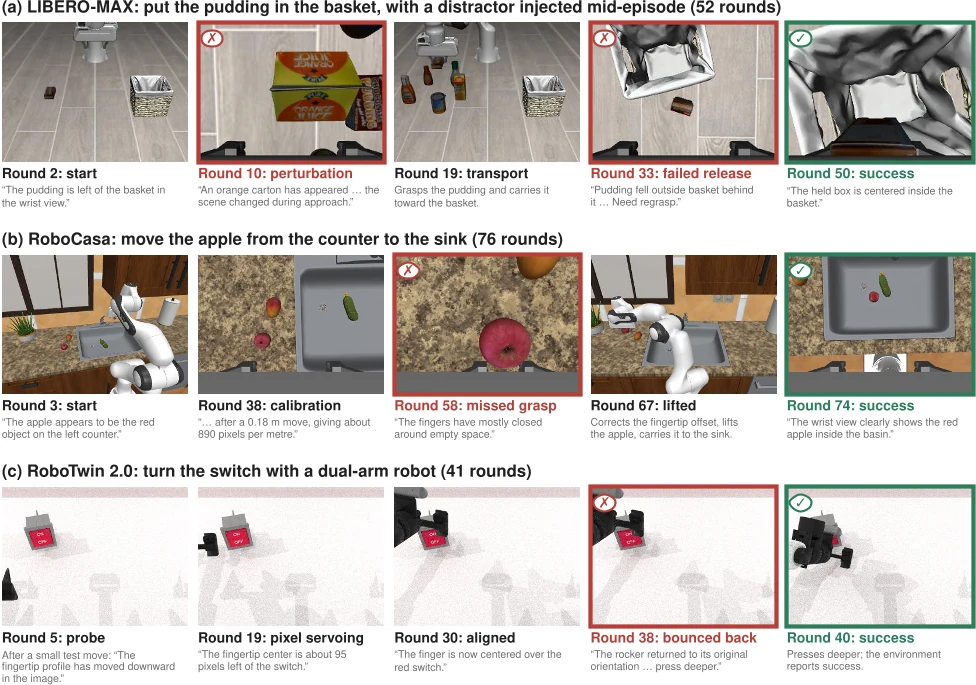 (a) LIBERO-MAX: put the pudding in the basket, with a distractor injected mid-episode (52 rounds)
Round 2: start
“The pudding is left of the basket in
the wrist view.”
Round 10: perturbation
“An orange carton has appeared … the
scene changed during approach.”
Round 19: transport
Grasps the pudding and carries it
toward the basket.
Round 33: failed release
“Pudding fell outside basket behind
it … Need regrasp.”
Round 50: success
“The held box is centered inside the
basket.”
(b) RoboCasa: move the apple from the counter to the sink (76 rounds)
Round 3: start
“The apple appears to be the red
object on the left counter.”
Round 38: calibration
“… after a 0.18 m move, giving about
890 pixels per metre.”
Round 58: missed grasp
“The fingers have mostly closed
around empty space.”
Round 67: lifted
Corrects the fingertip offset, lifts
the apple, carries it to the sink.
Round 74: success
“The wrist view clearly shows the red
apple inside the basin.”
(c) RoboTwin 2.0: turn the switch with a dual-arm robot (41 rounds)
Round 5: probe
After a small test move: “The
fingertip profile has moved downward
in the image.”
Round 19: pixel servoing
“The fingertip center is about 95
pixels left of the switch.”
Round 30: aligned
“The finger is now centered over the
red switch.”
Round 38: bounced back
“The rocker returned to its original
orientation … press deeper.”
Round 40: success
Presses deeper; the environment
reports success.